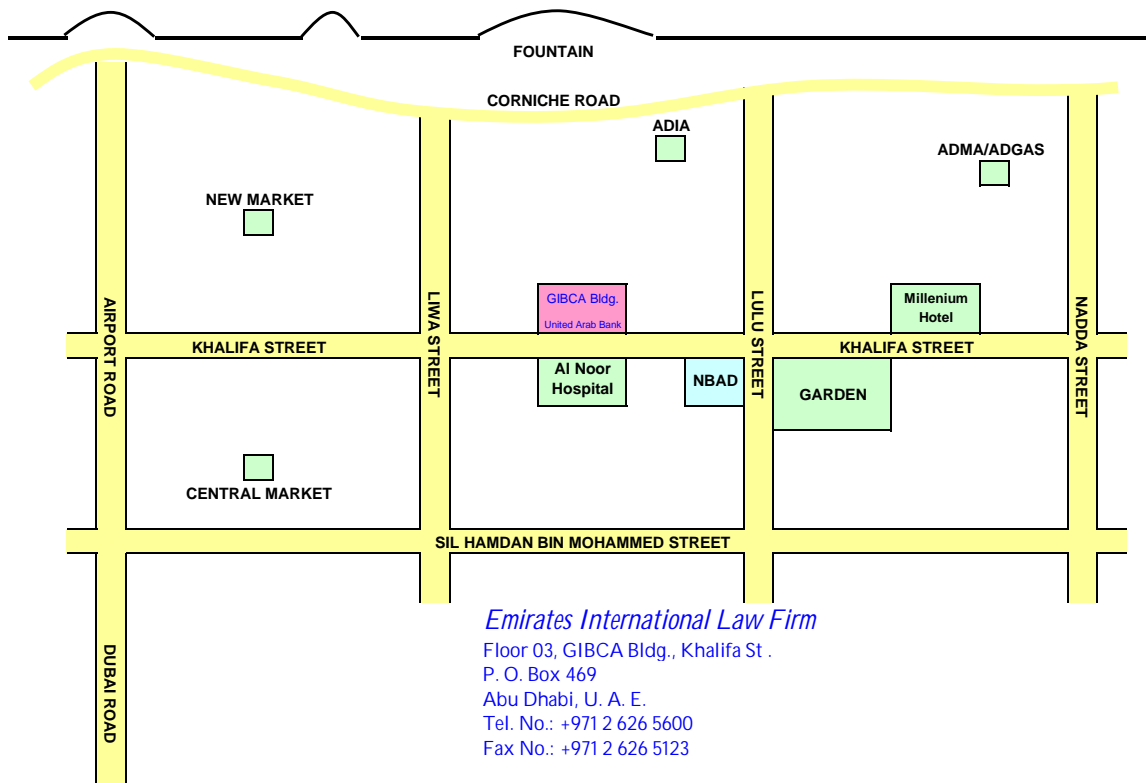 FOUNTAIN
CORNICHE ROAD
ADIA
ADMA/ADGAS
NEW MARKET
GIBCA Bldg.
United Arab Bank
Millenium
Hotel
AIRPORT ROAD
LIWA STREET
LULU STREET
NADDA STREET
KHALIFA STREET
KHALIFA STREET
Al Noor
Hospital
NBAD
GARDEN
CENTRAL MARKET
SIL HAMDAN BIN MOHAMMED STREET
DUBAI ROAD
Emirates International Law Firm
Floor 03, GIBCA Bldg., Khalifa St .
P. O. Box 469
Abu Dhabi, U. A. E.
Tel. No.: +971 2 626 5600
Fax No.: +971 2 626 5123